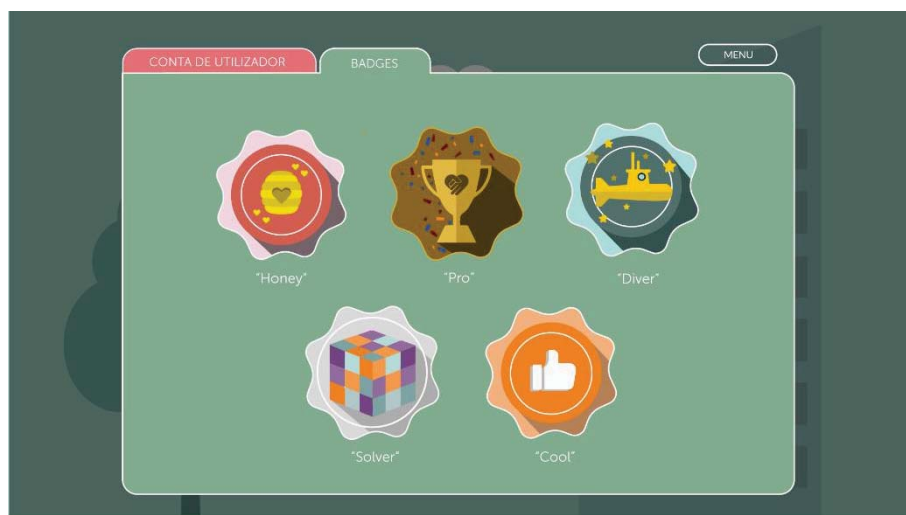 CONTA DE UTILIZADOR
BADGES
MENU
"Honey"
"Pro"
"Diver"
"Solver"
"Cool"